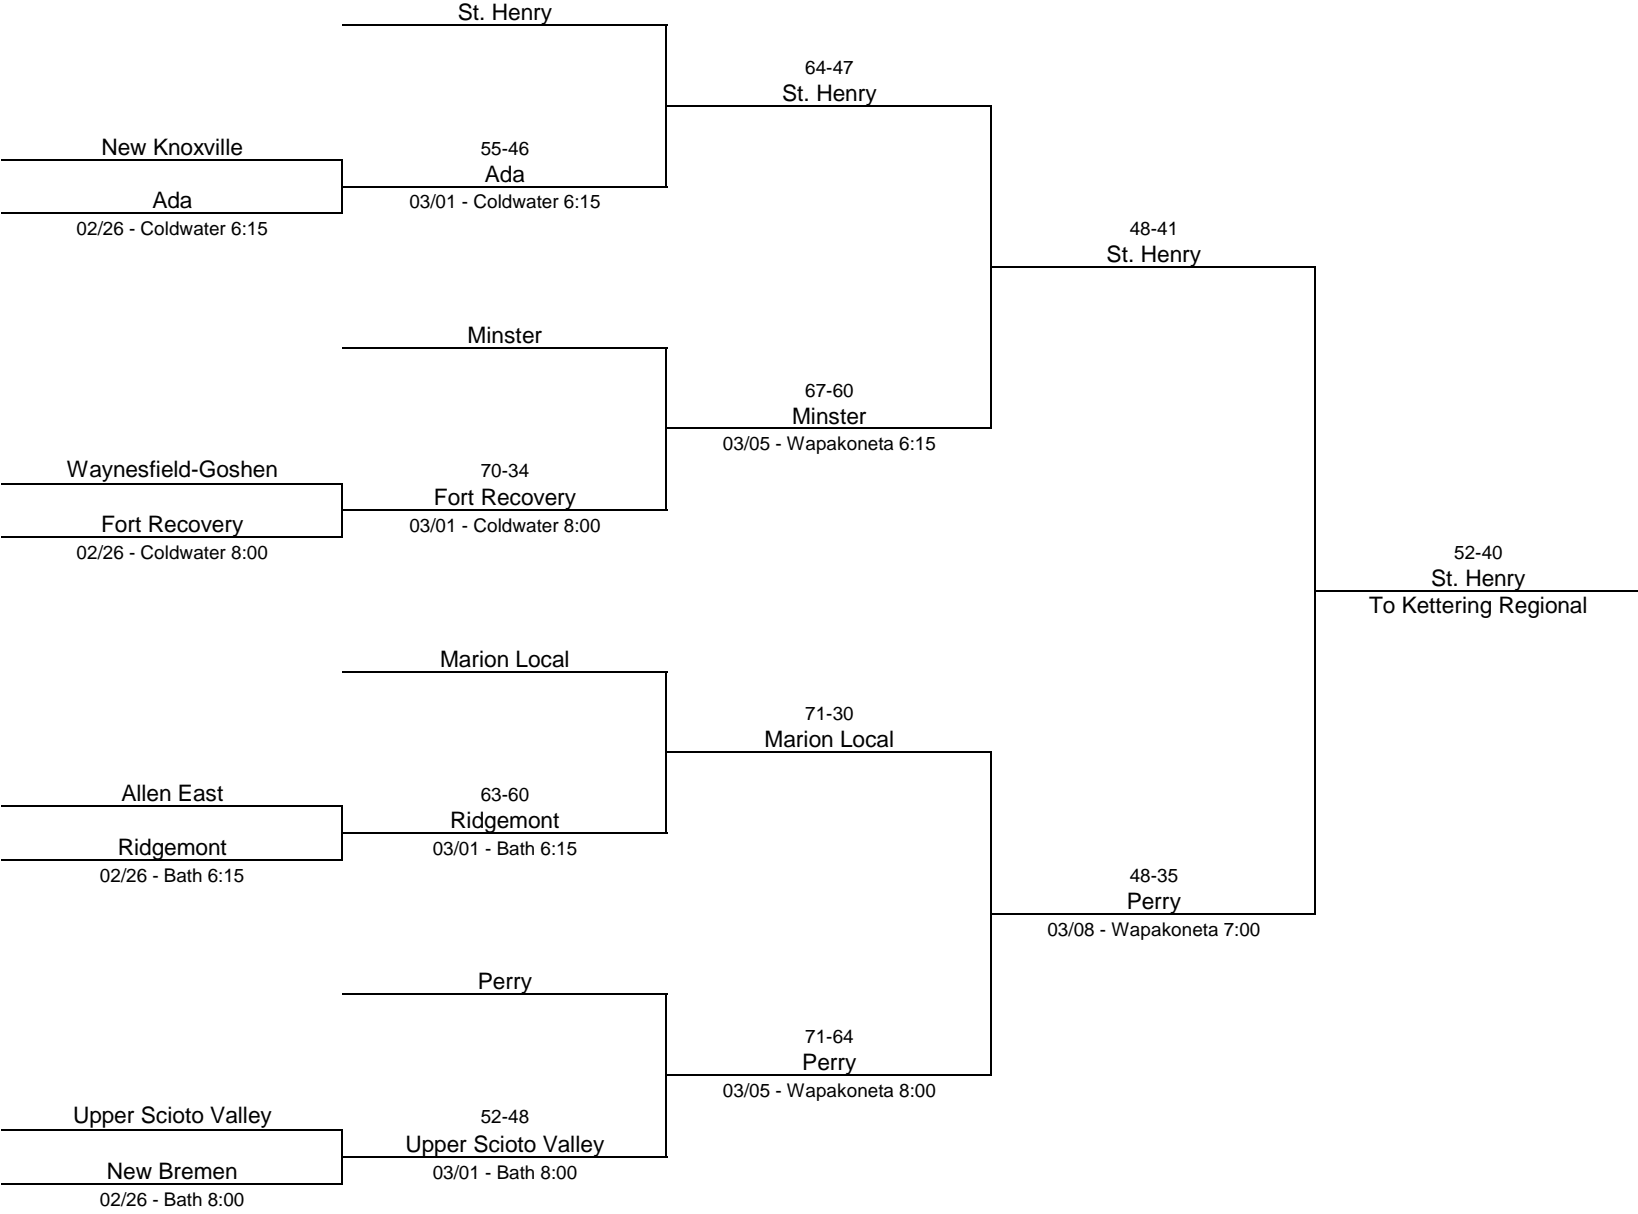 St. Henry
64-47
St. Henry
New Knoxville
55-46
Ada
Ada
03/01 - Coldwater 6:15
02/26 - Coldwater 6:15
48-41
St. Henry
Minster
67-60
Minster
03/05 - Wapakoneta 6:15
Waynesfield-Goshen
70-34
Fort Recovery
Fort Recovery
03/01 - Coldwater 8:00
02/26 - Coldwater 8:00
52-40
St. Henry
To Kettering Regional
Marion Local
71-30
Marion Local
Allen East
63-60
Ridgemont
Ridgemont
03/01 - Bath 6:15
02/26 - Bath 6:15
48-35
Perry
03/08 - Wapakoneta 7:00
Perry
71-64
Perry
03/05 - Wapakoneta 8:00
Upper Scioto Valley
52-48
Upper Scioto Valley
New Bremen
03/01 - Bath 8:00
02/26 - Bath 8:00